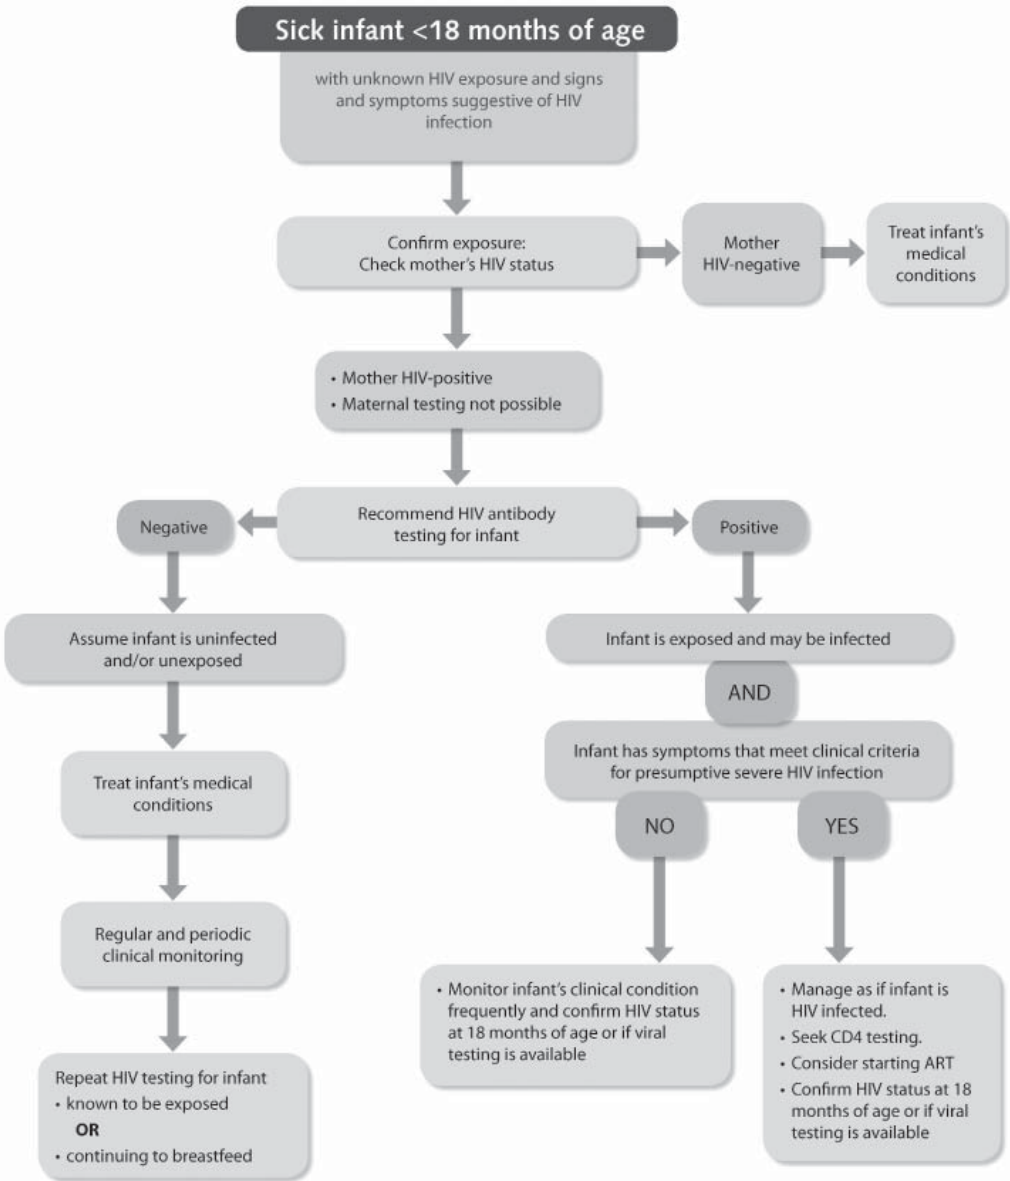 Sick infant <18 months of age
with unknown HIV exposure and signs
and symptoms suggestive of HIV
infection
Confirm exposure:
Check mother's HIV status
Mother
HIV-negative
Treat infant's
medical
conditions
• Mother HIV-positive
• Maternal testing not possible
Recommend HIV antibody
testing for infant
Negative
Positive
Assume infant is uninfected
and/or unexposed
Infant is exposed and may be infected
AND
Infant has symptoms that meet clinical criteria
for presumptive severe HIV infection
Treat infant's medical
conditions
NO
YES
Regular and periodic
clinical monitoring
• Monitor infant's clinical condition
frequently and confirm HIV status
at 18 months of age or if viral
testing is available
• Manage as if infant is
HIV infected.
• Seek CD4 testing.
• Consider starting ART
• Confirm HIV status at 18
months of age or if viral
testing is available
Repeat HIV testing for infant
• known to be exposed
OR
• continuing to breastfeed